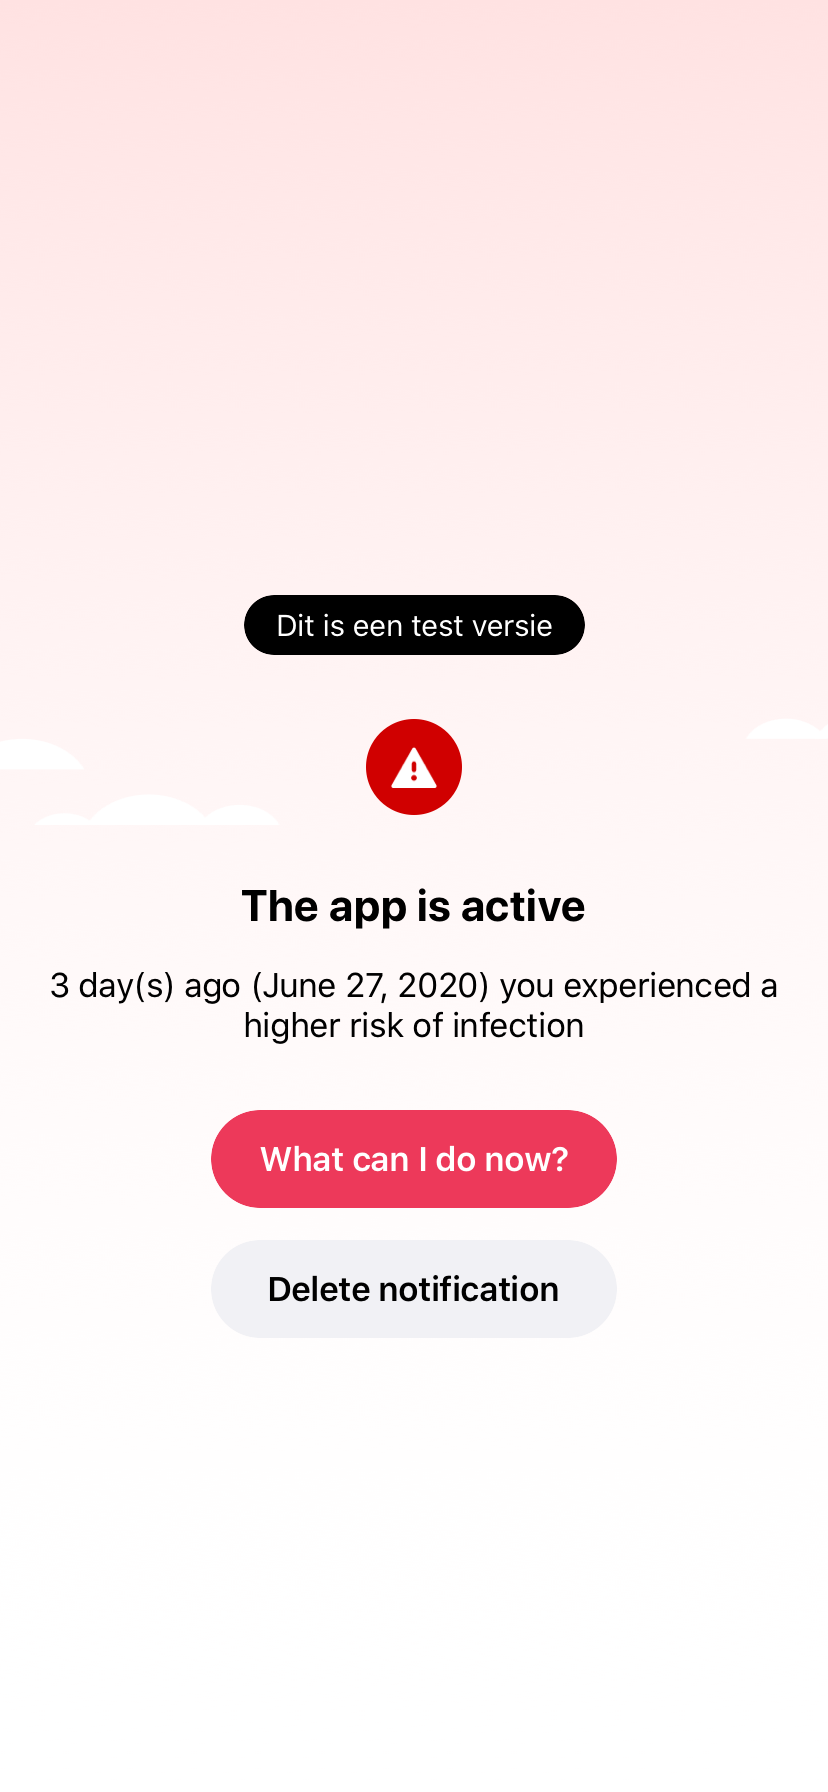 Dit is een test versie
The app is active
3 day(s) ago (June 27, 2020) you experienced a
higher risk of infection
What can I do now?
Delete notification